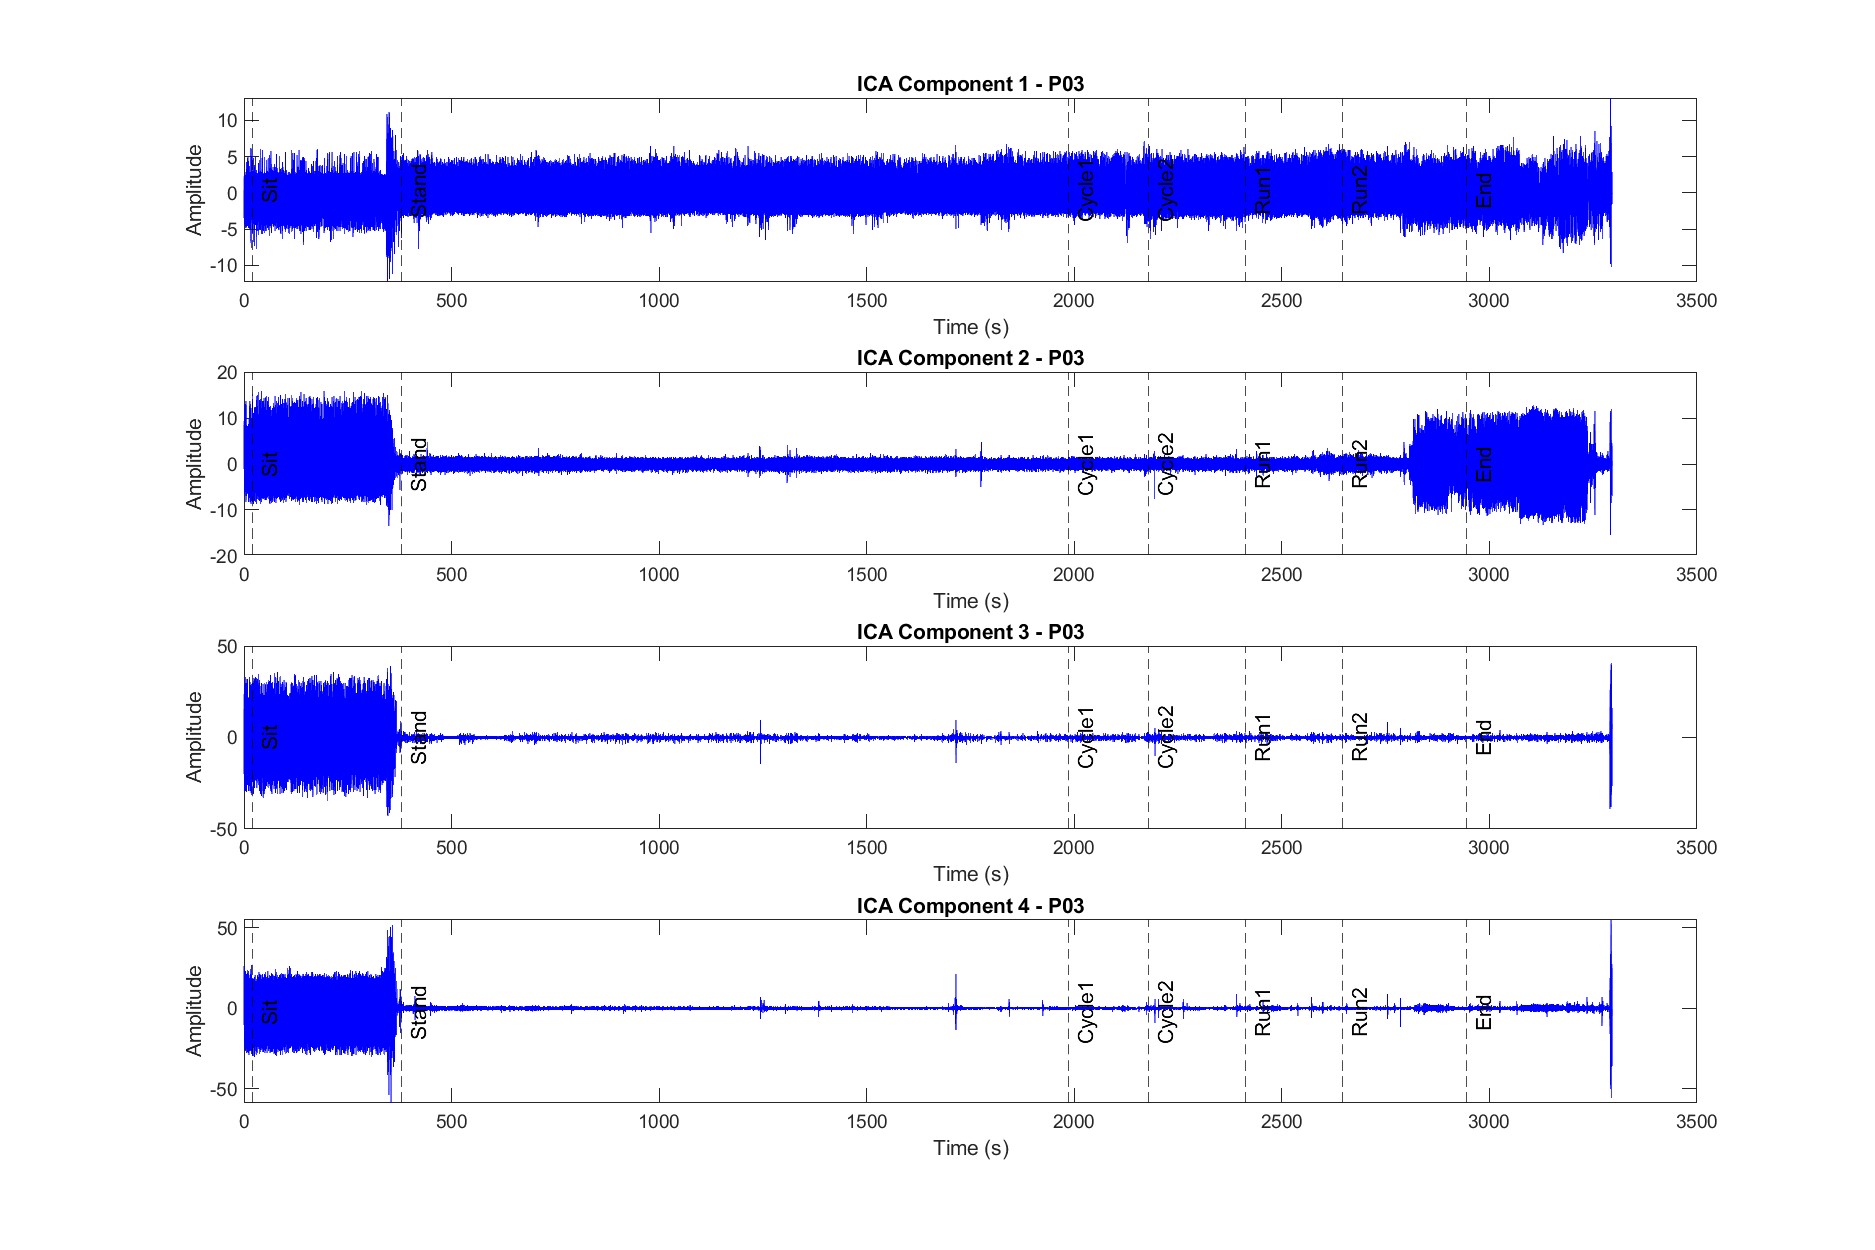 ICA Component 1 - P03
Amplitude
10
5
0
-5
-10
Sit
Stand
Cycle1
Cycle2
Run1
Run2
End
0 500 1000 1500 2000 2500 3000 3500
Time (s)
ICA Component 2 - P03
Amplitude
20
10
0
-10
-20
Sit
Stand
Cycle1
Cycle2
Run1
Run2
End
0 500 1000 1500 2000 2500 3000 3500
Time (s)
ICA Component 3 - P03
Amplitude
50
0
-50
Sit
Stand
Cycle1
Cycle2
Run1
Run2
End
0 500 1000 1500 2000 2500 3000 3500
Time (s)
ICA Component 4 - P03
Amplitude
50
0
-50
Sit
Stand
Cycle1
Cycle2
Run1
Run2
End
0 500 1000 1500 2000 2500 3000 3500
Time (s)